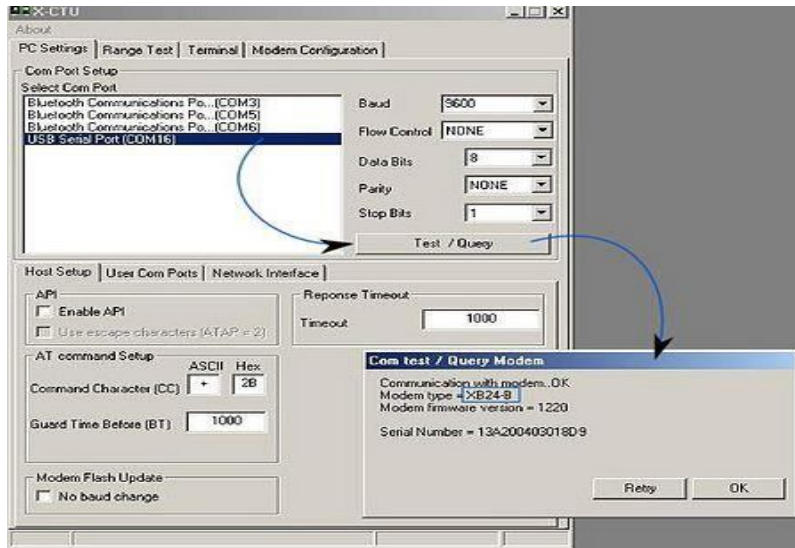 X-CTU
About
PC Settings Range Test Terminal Modem Configuration
Com Port Setup
Select Com Port
Bluetooth Communications Po...(COM3)
Bluetooth Communications Po...(COM5)
Bluetooth Communications Po...(COM6)
USB Serial Port (COM16)
Baud 9600
Flow Control NONE
Data Bits 8
Parity NONE
Stop Bits 1
Test / Query
Host Setup User Com Ports Network Interface
API
Enable API
Use escape characters (ATAP = 2)
Reponse Timeout
Timeout 1000
AT command Setup
ASCII Hex
Command Character (CC) + 2B
Guard Time Before (BT) 1000
Modem Flash Update
No baud change
Com test / Query Modem
Communication with modem..OK
Modem type = XB24-B
Modem firmware version = 1220
Serial Number = 13A200403018D9
Retry OK